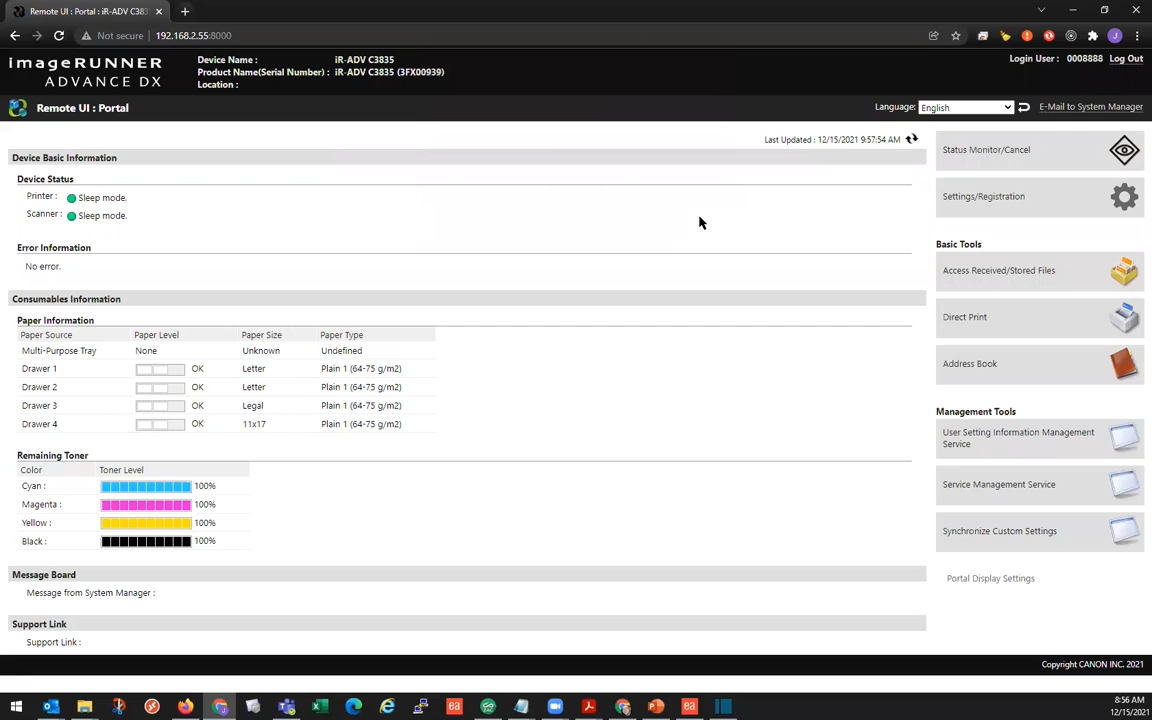 Remote UI : Portal : iR-ADV C383
Not secure 192.168.2.55:8000
imageRUNNER
ADVANCE DX
Device Name : iR-ADV C3835
Product Name(Serial Number) : iR-ADV C3835 (3FX00939)
Location :
Login User : 0008888 Log Out
Remote UI : Portal
Language: English E-Mail to System Manager
Last Updated : 12/15/2021 9:57:54 AM
Device Basic Information
Device Status
Printer : Sleep mode.
Scanner : Sleep mode.
Error Information
No error.
Consumables Information
Paper Information
Paper Source Paper Level Paper Size Paper Type
Multi-Purpose Tray None Unknown Undefined
Drawer 1 OK Letter Plain 1 (64-75 g/m2)
Drawer 2 OK Letter Plain 1 (64-75 g/m2)
Drawer 3 OK Legal Plain 1 (64-75 g/m2)
Drawer 4 OK 11x17 Plain 1 (64-75 g/m2)
Remaining Toner
Color Toner Level
Cyan : 100%
Magenta : 100%
Yellow : 100%
Black : 100%
Message Board
Message from System Manager :
Support Link
Support Link :
Status Monitor/Cancel
Settings/Registration
Basic Tools
Access Received/Stored Files
Direct Print
Address Book
Management Tools
User Setting Information Management
Service
Service Management Service
Synchronize Custom Settings
Portal Display Settings
Copyright CANON INC. 2021
8:56 AM
12/15/2021